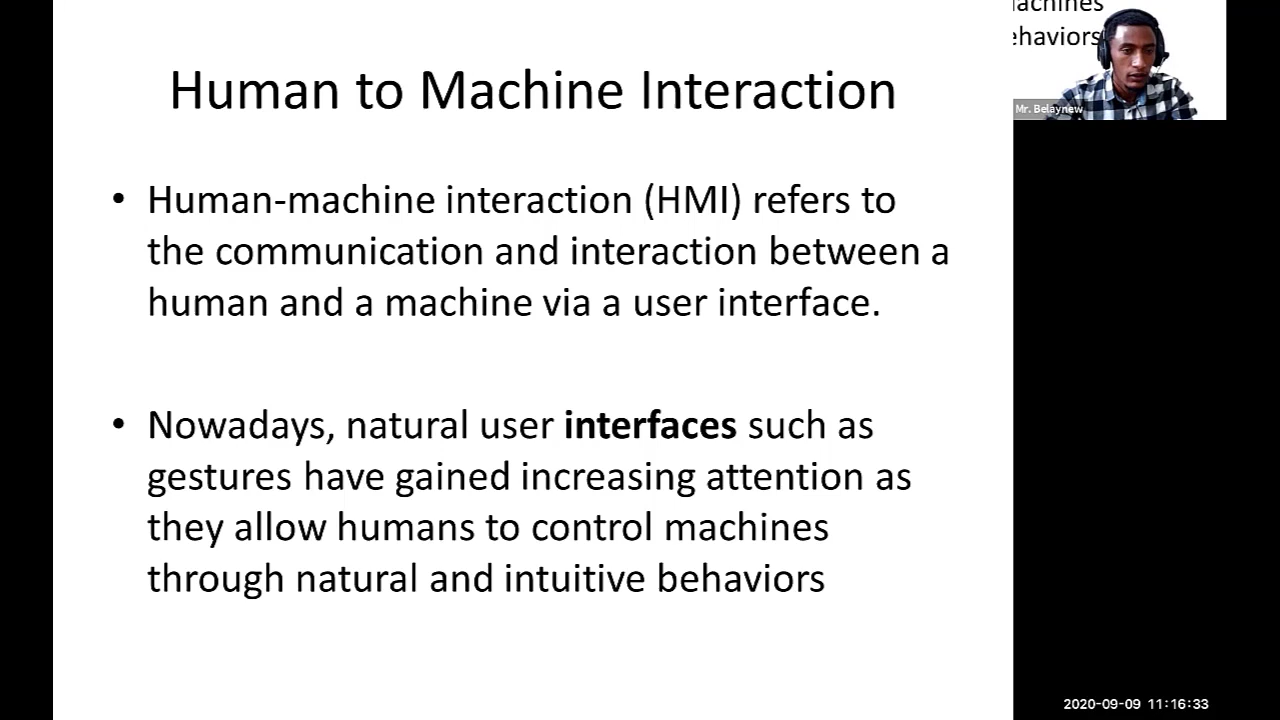 Human to Machine Interaction
• Human-machine interaction (HMI) refers to
the communication and interaction between a
human and a machine via a user interface.
• Nowadays, natural user interfaces such as
gestures have gained increasing attention as
they allow humans to control machines
through natural and intuitive behaviors
achines
ehaviors
Mr. Belaynew
2020-09-09 11:16:33